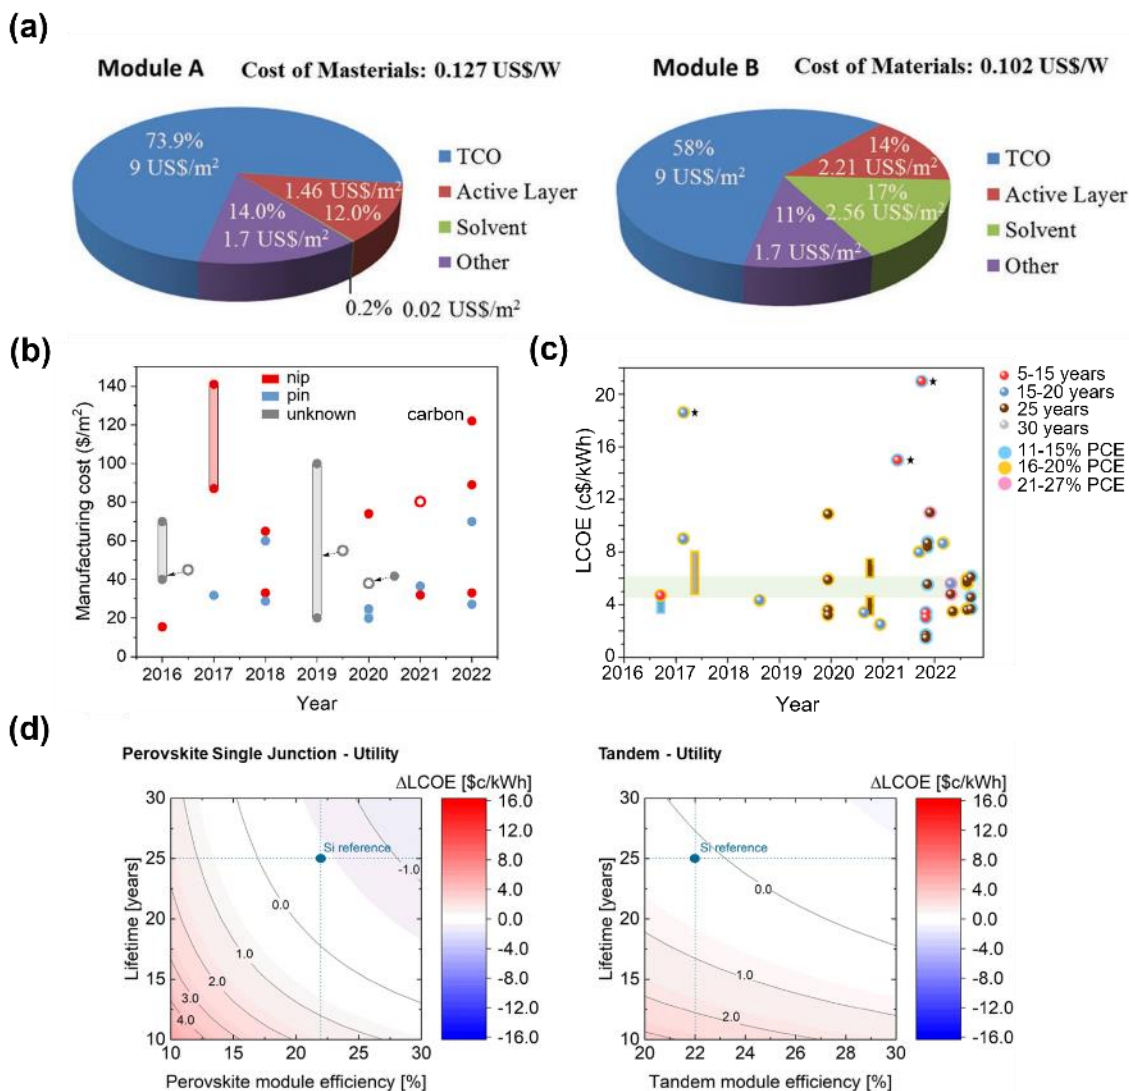 (a)
Module A Cost of Masterials: 0.127 US$/W
73.9%
9 US$/m²
1.46 US$/m²
12.0%
14.0%
1.7 US$/m²
0.2% 0.02 US$/m²
TCO
Active Layer
Solvent
Other
Module B Cost of Materials: 0.102 US$/W
58%
9 US$/m²
14%
2.21 US$/m²
17%
2.56 US$/m²
11%
1.7 US$/m²
TCO
Active Layer
Solvent
Other
(b)
Manufacturing cost ($/m²)
140
120
100
80
60
40
20
0
nip
pin
unknown
carbon
2016 2017 2018 2019 2020 2021 2022
Year
(c)
LCOE (c$/kWh)
20
16
12
8
4
0
2016 2017 2018 2019 2020 2021 2022
Year
5-15 years
15-20 years
25 years
30 years
11-15% PCE
16-20% PCE
21-27% PCE
(d)
Perovskite Single Junction - Utility
ΔLCOE [$c/kWh]
Lifetime [years]
30
25
20
15
10
Si reference
-1.0
0.0
1.0
2.0
3.0
4.0
10 15 20 25 30
Perovskite module efficiency [%]
16.0
12.0
8.0
4.0
0.0
-4.0
-8.0
-12.0
-16.0
Tandem - Utility
ΔLCOE [$c/kWh]
Lifetime [years]
30
25
20
15
10
Si reference
0.0
1.0
2.0
20 22 24 26 28 30
Tandem module efficiency [%]
16.0
12.0
8.0
4.0
0.0
-4.0
-8.0
-12.0
-16.0